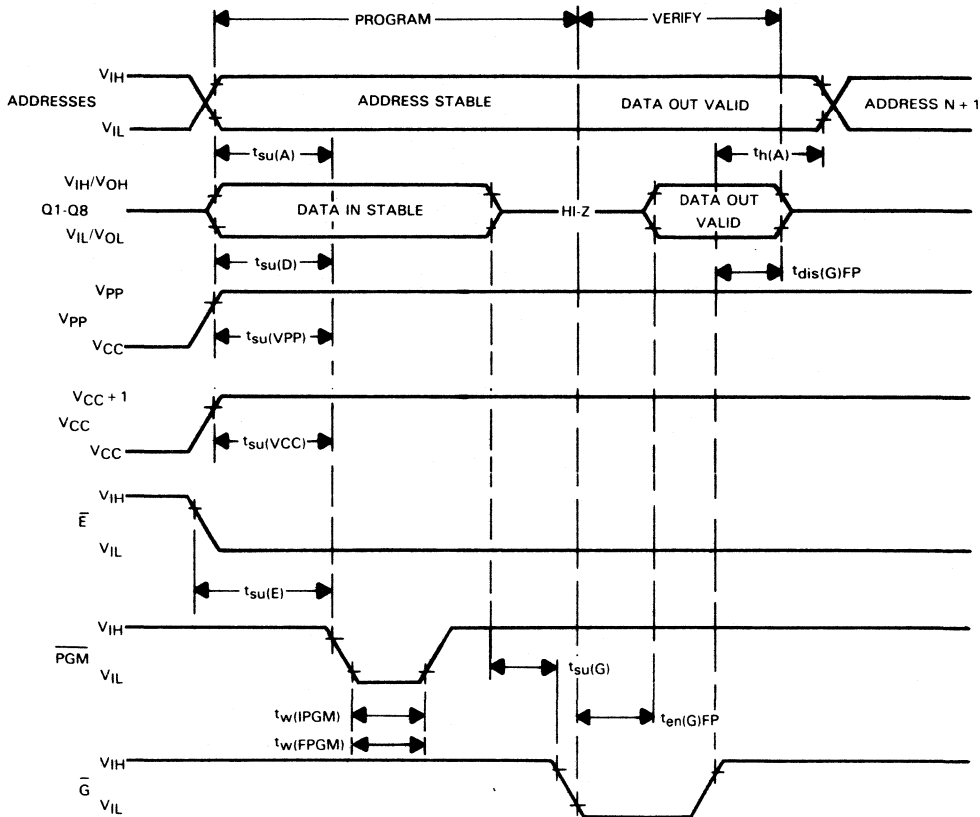 PROGRAM VERIFY
VIH
ADDRESSES ADDRESS STABLE DATA OUT VALID ADDRESS N + 1
VIL
tsu(A) th(A)
VIH/VOH
Q1-Q8 DATA IN STABLE HI-Z DATA OUT VALID
VIL/VOL
tsu(D) tdis(G)FP
VPP
VPP
tsu(VPP)
VCC
VCC + 1
VCC
tsu(VCC)
VCC
VIH
E̅
VIL
tsu(E)
VIH
P̅G̅M̅
VIL
tsu(G)
tw(IPGM) ten(G)FP
tw(FPGM)
VIH
G̅
VIL